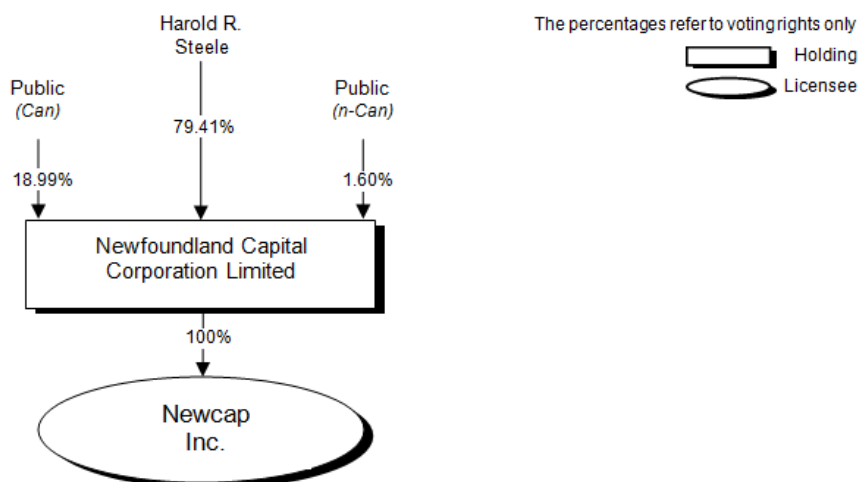 Harold R.
Steele
The percentages refer to voting rights only
Holding
Licensee
Public
(Can)
Public
(n-Can)
79.41%
18.99%
1.60%
Newfoundland Capital
Corporation Limited
100%
Newcap
Inc.